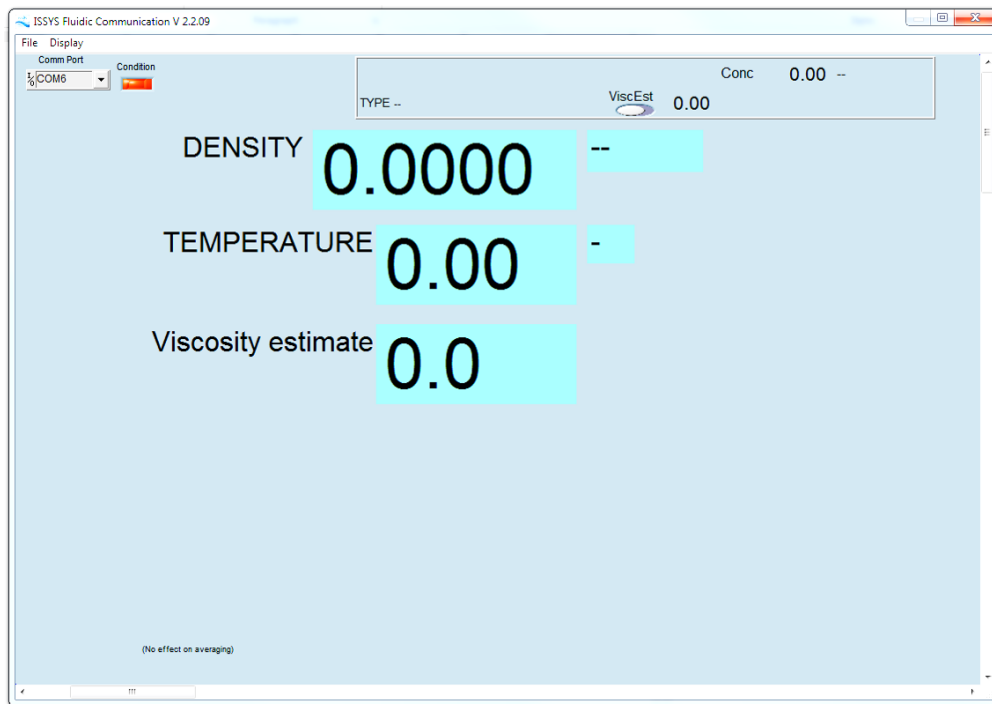 ISSYS Fluidic Communication V 2.2.09
File Display
Comm Port
Condition
COM6
Conc 0.00 --
TYPE -- ViscEst 0.00
DENSITY 0.0000 --
TEMPERATURE 0.00 -
Viscosity estimate 0.0
(No effect on averaging)